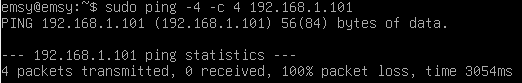 emsy@emsy:~$ sudo ping -4 -c 4 192.168.1.101
PING 192.168.1.101 (192.168.1.101) 56(84) bytes of data.
--- 192.168.1.101 ping statistics ---
4 packets transmitted, 0 received, 100% packet loss, time 3054ms